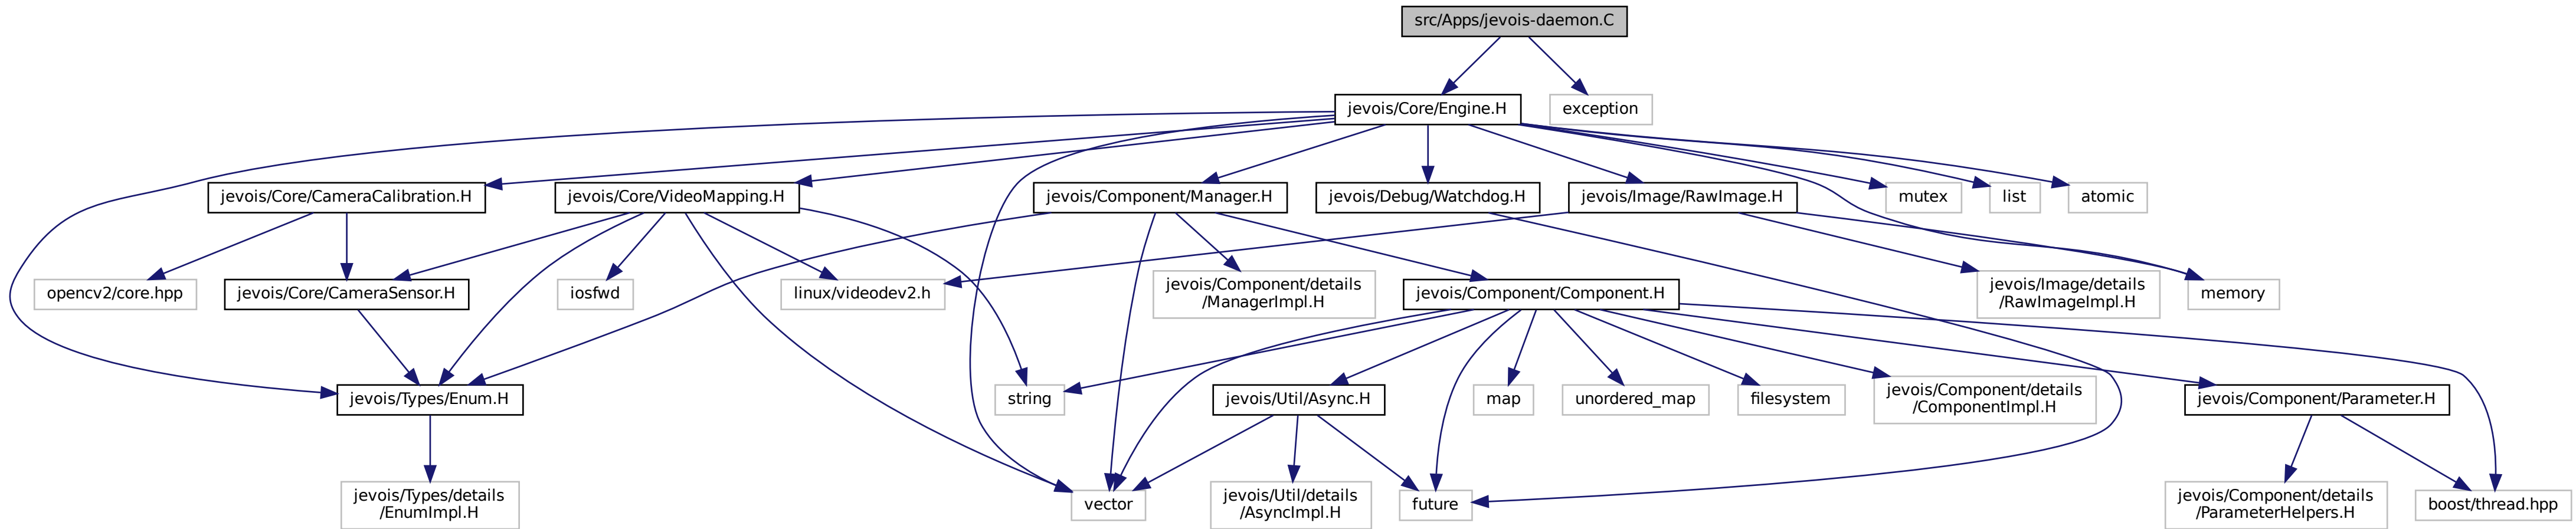 src/Apps/jevois-daemon.C
jevois/Core/Engine.H
exception
jevois/Core/CameraCalibration.H
jevois/Core/VideoMapping.H
jevois/Component/Manager.H
jevois/Debug/Watchdog.H
jevois/Image/RawImage.H
mutex
list
atomic
opencv2/core.hpp
jevois/Core/CameraSensor.H
iosfwd
linux/videodev2.h
jevois/Component/details
/ManagerImpl.H
jevois/Component/Component.H
jevois/Image/details
/RawImageImpl.H
memory
jevois/Types/Enum.H
string
jevois/Util/Async.H
map
unordered_map
filesystem
jevois/Component/details
/ComponentImpl.H
jevois/Component/Parameter.H
jevois/Types/details
/EnumImpl.H
vector
jevois/Util/details
/AsyncImpl.H
future
jevois/Component/details
/ParameterHelpers.H
boost/thread.hpp